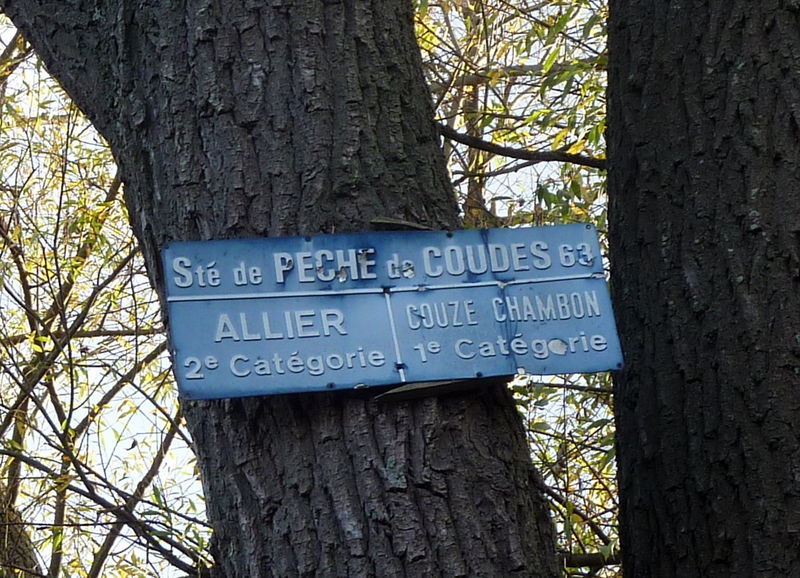 Sté de PECHE de COUDES 63
ALLIER
2e Catégorie
COUZE CHAMBON
1e Catégorie